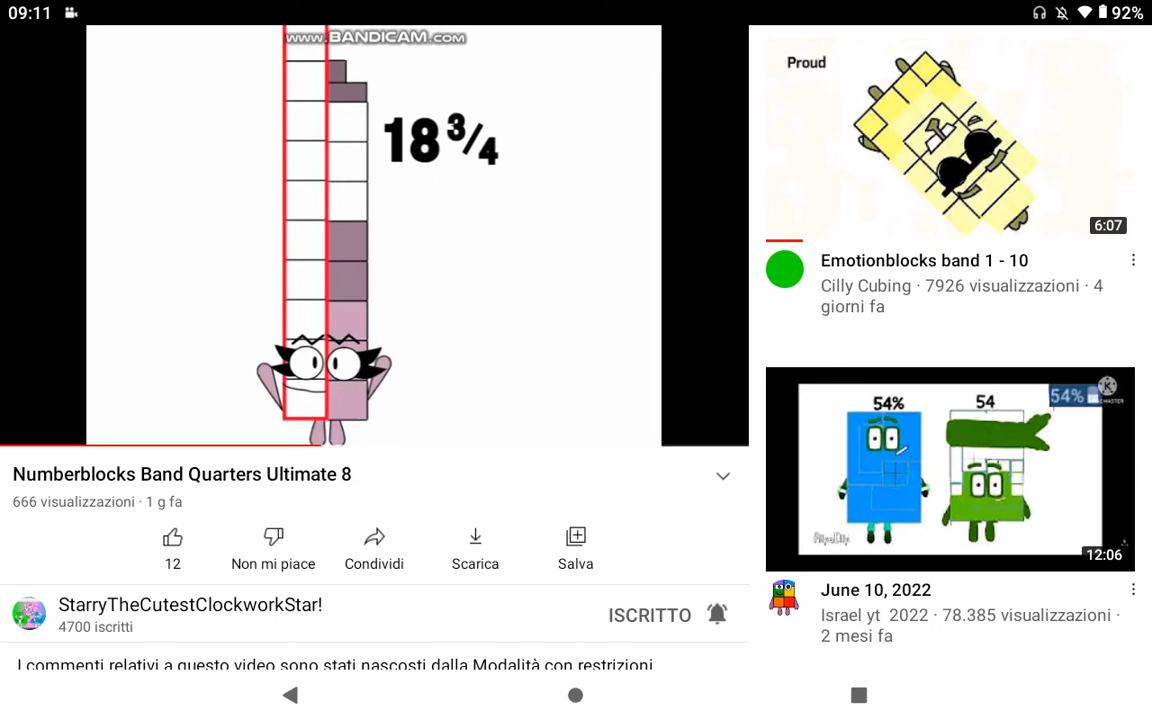 09:11
92%
www.BANDICAM.com
18 3/4
Numberblocks Band Quarters Ultimate 8
666 visualizzazioni · 1 g fa
12
Non mi piace
Condividi
Scarica
Salva
StarryTheCutestClockworkStar!
4700 iscritti
ISCRITTO
I commenti relativi a questo video sono stati nascosti dalla Modalità con restrizioni
Proud
6:07
Emotionblocks band 1 - 10
Cilly Cubing · 7926 visualizzazioni · 4
giorni fa
54%
54
54%
FlipaClip
12:06
June 10, 2022
Israel yt 2022 · 78.385 visualizzazioni ·
2 mesi fa